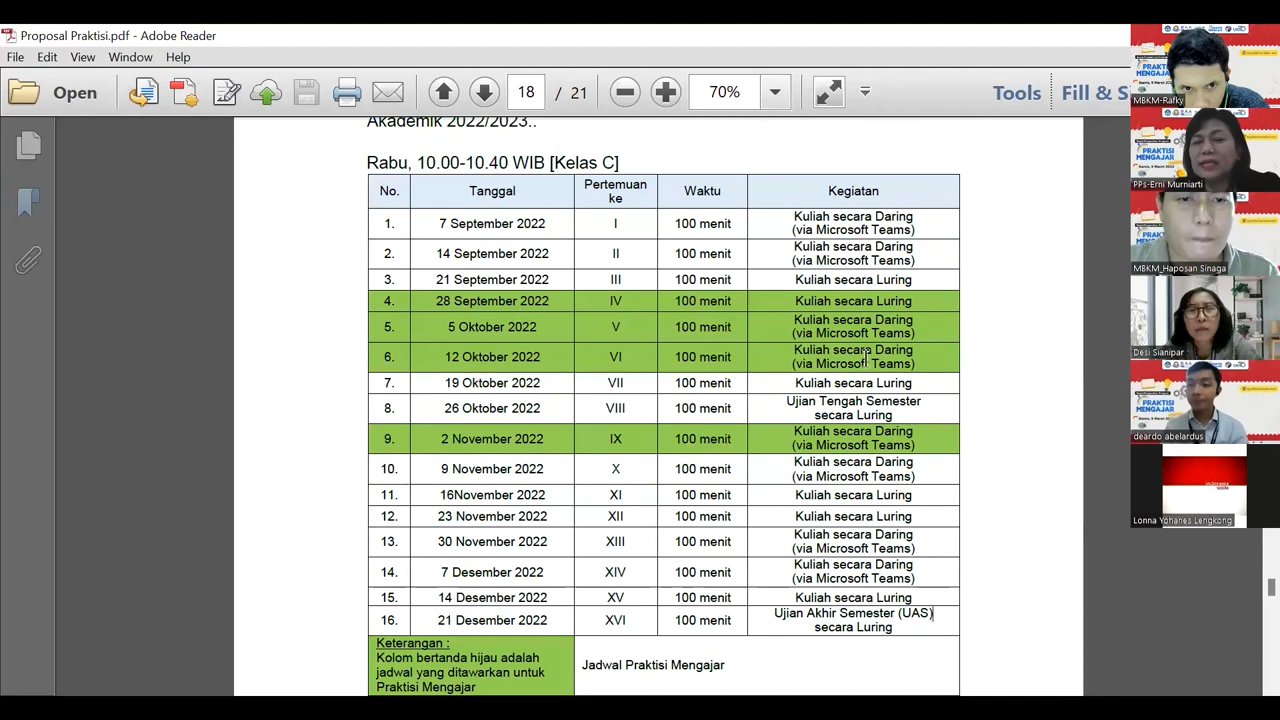 Proposal Praktisi.pdf - Adobe Reader
File Edit View Window Help
Open 18 / 21 70% Tools Fill & S
Akademik 2022/2023..
Rabu, 10.00-10.40 WIB [Kelas C]
No. Tanggal Pertemuan ke Waktu Kegiatan
1. 7 September 2022 I 100 menit Kuliah secara Daring
(via Microsoft Teams)
2. 14 September 2022 II 100 menit Kuliah secara Daring
(via Microsoft Teams)
3. 21 September 2022 III 100 menit Kuliah secara Luring
4. 28 September 2022 IV 100 menit Kuliah secara Luring
5. 5 Oktober 2022 V 100 menit Kuliah secara Daring
(via Microsoft Teams)
6. 12 Oktober 2022 VI 100 menit Kuliah secara Daring
(via Microsoft Teams)
7. 19 Oktober 2022 VII 100 menit Kuliah secara Luring
8. 26 Oktober 2022 VIII 100 menit Ujian Tengah Semester
secara Luring
9. 2 November 2022 IX 100 menit Kuliah secara Daring
(via Microsoft Teams)
10. 9 November 2022 X 100 menit Kuliah secara Daring
(via Microsoft Teams)
11. 16November 2022 XI 100 menit Kuliah secara Luring
12. 23 November 2022 XII 100 menit Kuliah secara Luring
13. 30 November 2022 XIII 100 menit Kuliah secara Daring
(via Microsoft Teams)
14. 7 Desember 2022 XIV 100 menit Kuliah secara Daring
(via Microsoft Teams)
15. 14 Desember 2022 XV 100 menit Kuliah secara Luring
16. 21 Desember 2022 XVI 100 menit Ujian Akhir Semester (UAS)
secara Luring
Keterangan :
Kolom bertanda hijau adalah
jadwal yang ditawarkan untuk
Praktisi Mengajar
Jadwal Praktisi Mengajar
MBKM-Rafky
PRAKTISI
MENGAJAR
PPs-Erni Murniarti
MBKM_Haposan Sinaga
Desi Sianipar
PRAKTISI
MENGAJAR
deardo abelardus
Lonna Yohanes Lengkong